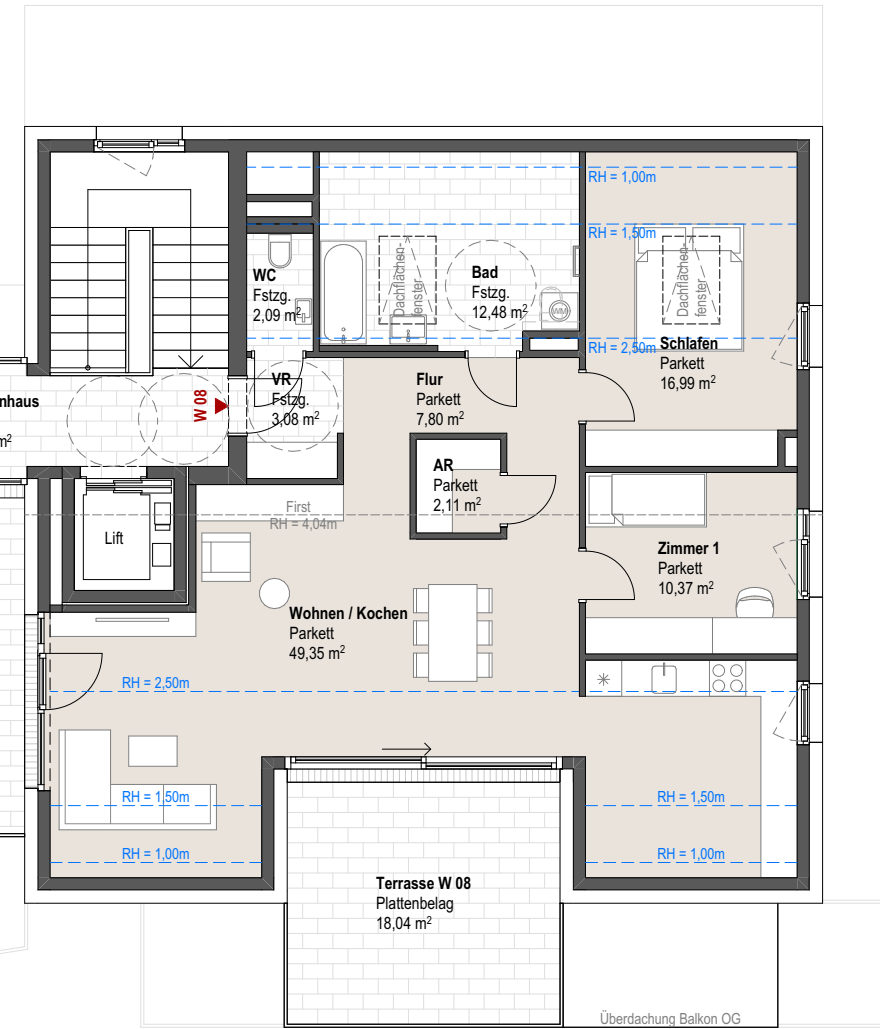 RH = 1,00m
RH = 1,50m
WC
Fstzg.
2,09 m²
Dachflächen-
fenster
Bad
Fstzg.
12,48 m²
WM
Dachflächen-
fenster
RH = 2,50m
Schlafen
Parkett
16,99 m²
nhaus
m²
W 08
VR
Fstzg.
3,08 m²
Flur
Parkett
7,80 m²
AR
Parkett
2,11 m²
First
RH = 4,04m
Lift
Zimmer 1
Parkett
10,37 m²
Wohnen / Kochen
Parkett
49,35 m²
RH = 2,50m
RH = 1,50m
RH = 1,00m
RH = 1,50m
RH = 1,00m
Terrasse W 08
Plattenbelag
18,04 m²
Überdachung Balkon OG